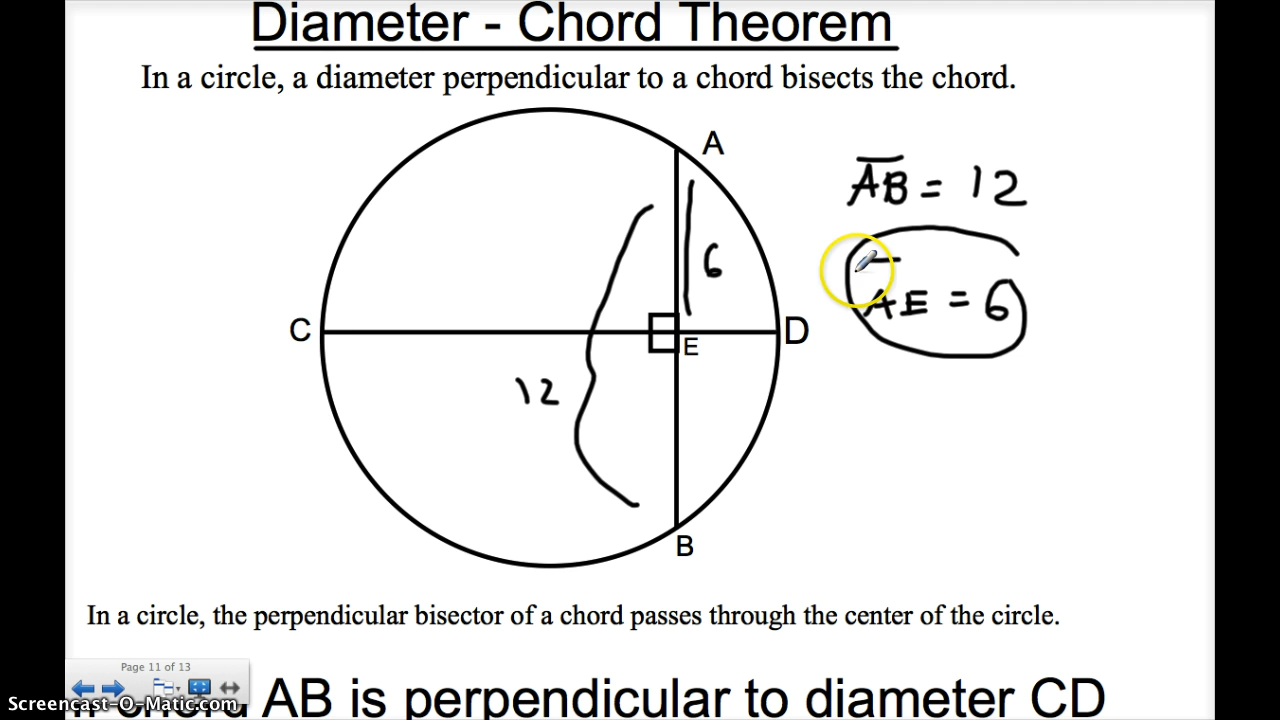 Diameter - Chord Theorem
In a circle, a diameter perpendicular to a chord bisects the chord.
A
AB = 12
6
AE = 6
C
D
E
12
B
In a circle, the perpendicular bisector of a chord passes through the center of the circle.
Page 11 of 13
chord AB is perpendicular to diameter CD
Screencast-O-Matic.com